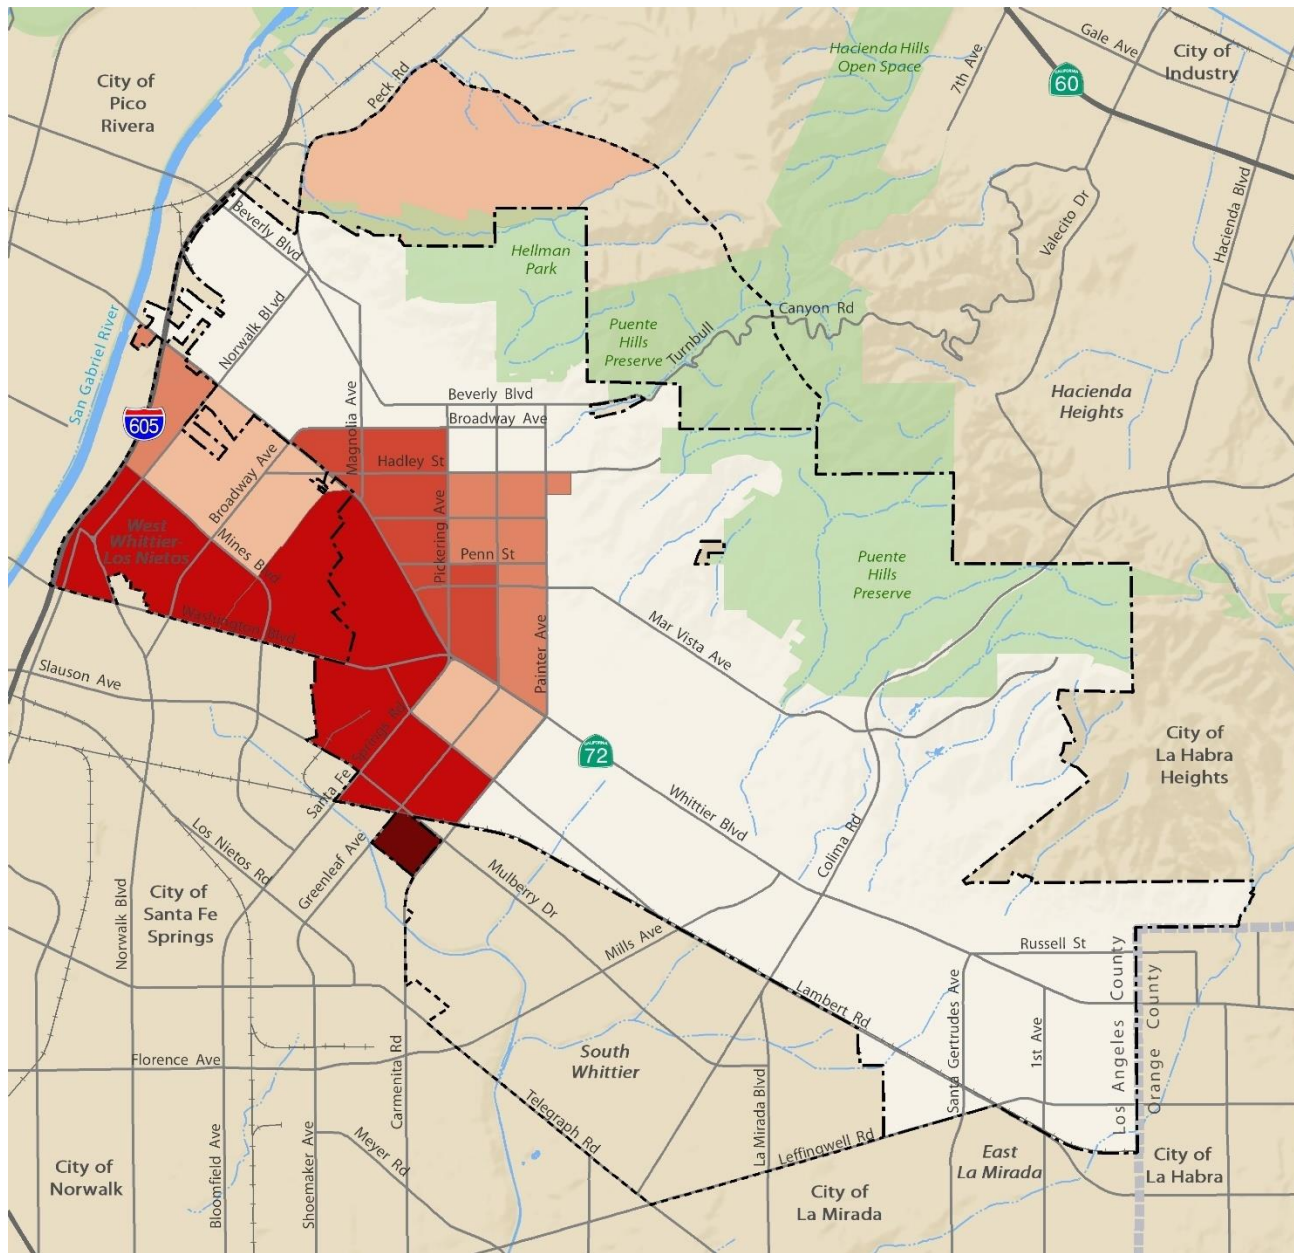 City of
Pico
Rivera
Peck Rd
Hacienda Hills
Open Space
7th Ave
Gale Ave
City of
Industry
CALIFORNIA
60
Hacienda Blvd
Valecito Dr
Beverly Blvd
Hellman
Park
Canyon Rd
Turnbull
Puente
Hills
Preserve
San Gabriel River
Norwalk Blvd
Magnolia Ave
Beverly Blvd
Broadway Ave
Hacienda
Heights
605
Hadley St
Broadway Ave
Pickering Ave
West
Whittier-
Los Nietos
Mines Blvd
Penn St
Puente
Hills
Preserve
Washington Blvd
Mar Vista Ave
Painter Ave
Slauson Ave
Santa Fe Springs Rd
CALIFORNIA
72
City of
La Habra
Heights
Whittier Blvd
Colima Rd
Los Nietos Rd
Greenleaf Ave
Mulberry Dr
City of
Santa Fe
Springs
Norwalk Blvd
Mills Ave
Russell St
Lambert Rd
Santa Gertrudes Ave
1st Ave
Los Angeles County
Orange County
Florence Ave
Carmenita Rd
South
Whittier
Telegraph Rd
La Mirada Blvd
Leffingwell Rd
Meyer Rd
City of
Norwalk
Bloomfield Ave
Shoemaker Ave
City of
La Mirada
East
La Mirada
City of
La Habra